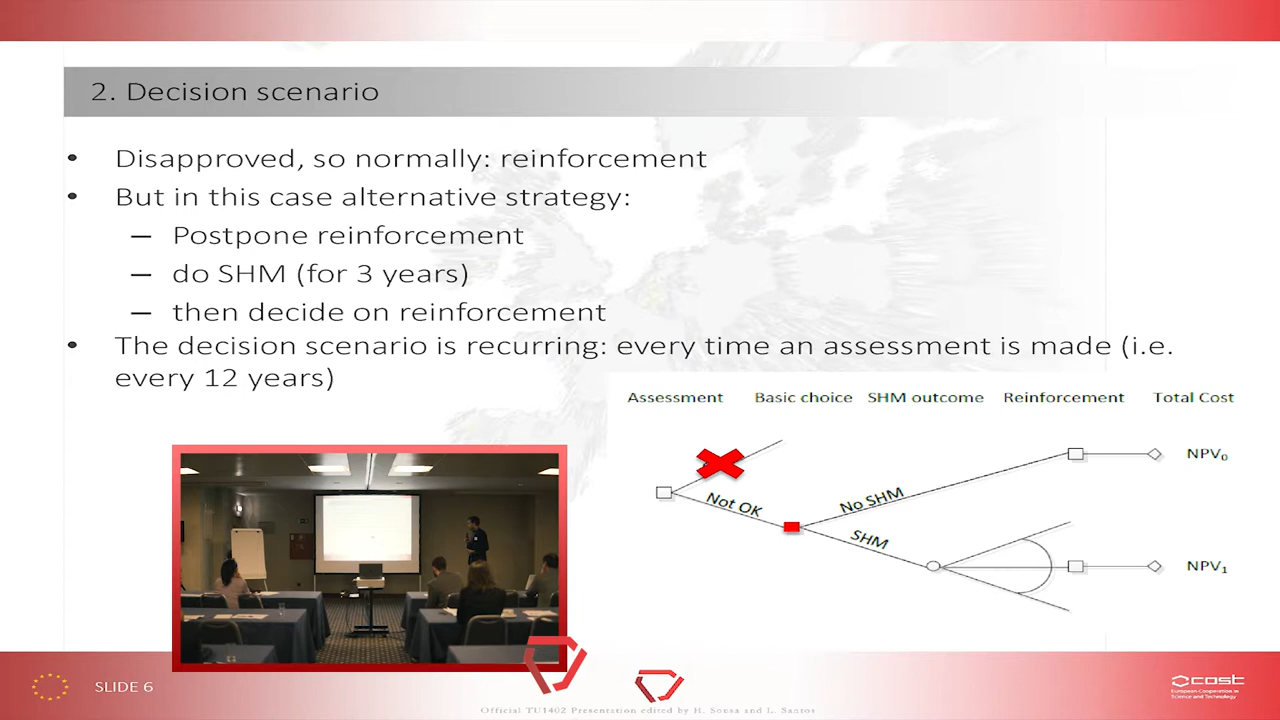 2. Decision scenario
• Disapproved, so normally: reinforcement
• But in this case alternative strategy:
— Postpone reinforcement
— do SHM (for 3 years)
— then decide on reinforcement
• The decision scenario is recurring: every time an assessment is made (i.e.
every 12 years)
Assessment Basic choice SHM outcome Reinforcement Total Cost
NPV₀
No SHM
Not OK
SHM
NPV₁
SLIDE 6
cost
European Cooperation in
Science and Technology
Official TU1402 Presentation edited by H. Sousa and L. Santos